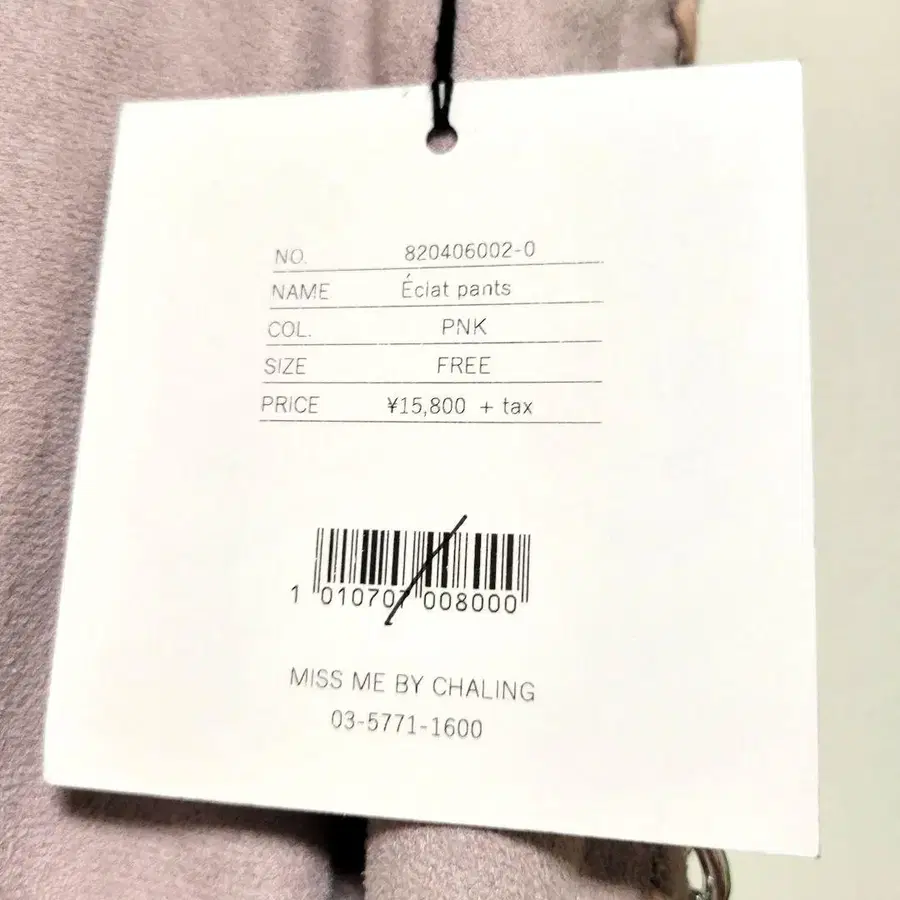 NO. 820406002-0
NAME Éclat pants
COL. PNK
SIZE FREE
PRICE ¥15,800 + tax
1 010707 008000
MISS ME BY CHALING
03-5771-1600